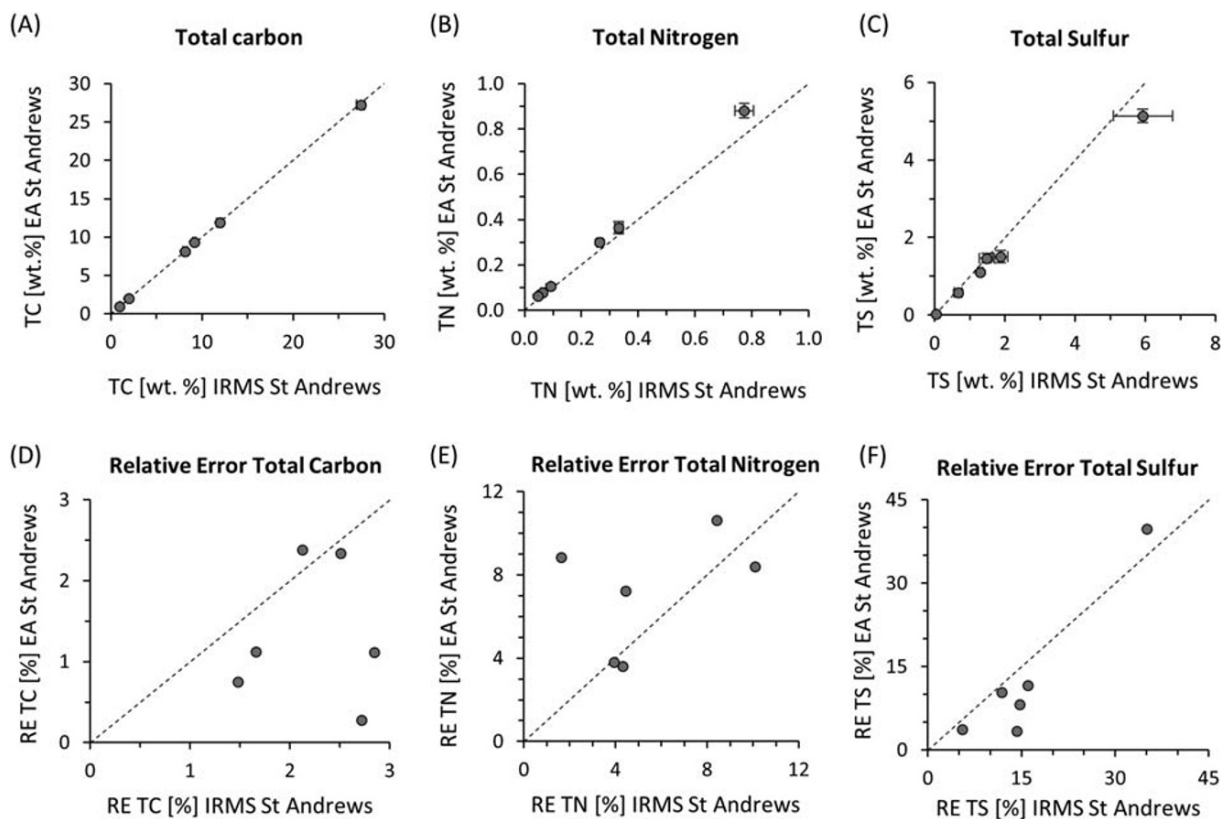 (A)
Total carbon
TC [wt.%] EA St Andrews
30
25
20
15
10
5
0
0
10
20
30
TC [wt. %] IRMS St Andrews
(B)
Total Nitrogen
TN [wt. %] EA St Andrews
1.0
0.8
0.6
0.4
0.2
0.0
0.0
0.2
0.4
0.6
0.8
1.0
TN [wt. %] IRMS St Andrews
(C)
Total Sulfur
TS [wt. %] EA St Andrews
6
4
2
0
0
2
4
6
8
TS [wt. %] IRMS St Andrews
(D)
Relative Error Total Carbon
RE TC [%] EA St Andrews
3
2
1
0
0
1
2
3
RE TC [%] IRMS St Andrews
(E)
Relative Error Total Nitrogen
RE TN [%] EA St Andrews
12
8
4
0
0
4
8
12
RE TN [%] IRMS St Andrews
(F)
Relative Error Total Sulfur
RE TS [%] EA St Andrews
45
30
15
0
0
15
30
45
RE TS [%] IRMS St Andrews